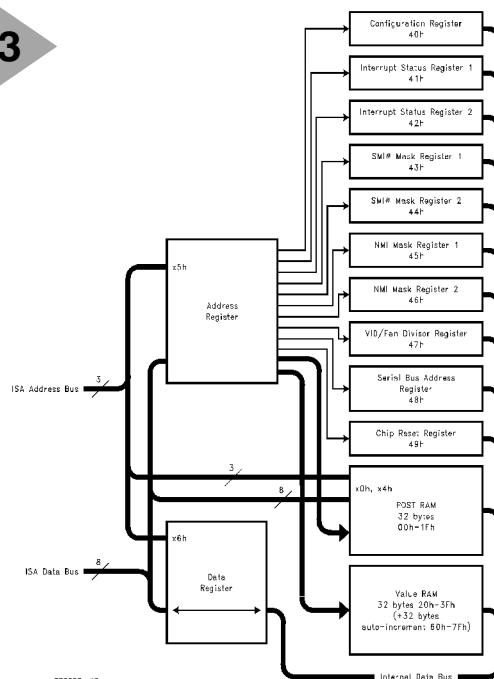 3
Configuration Register
40h
Interrupt Status Register 1
41h
Interrupt Status Register 2
42h
SMI# Mask Register 1
43h
SMI# Mask Register 2
44h
NMI Mask Register 1
45h
NMI Mask Register 2
46h
VID/Fan Divisor Register
47h
Serial Bus Address
Register
48h
Chip Reset Register
49h
x5h
Address
Register
ISA Address Bus
3
3
8
x0h, x4h
POST RAM
32 bytes
00h-1Fh
x6h
ISA Data Bus
8
Data
Register
Value RAM
32 bytes 20h-3Fh
(+32 bytes
auto-increment 60h-7Fh)
Internal Data Bus